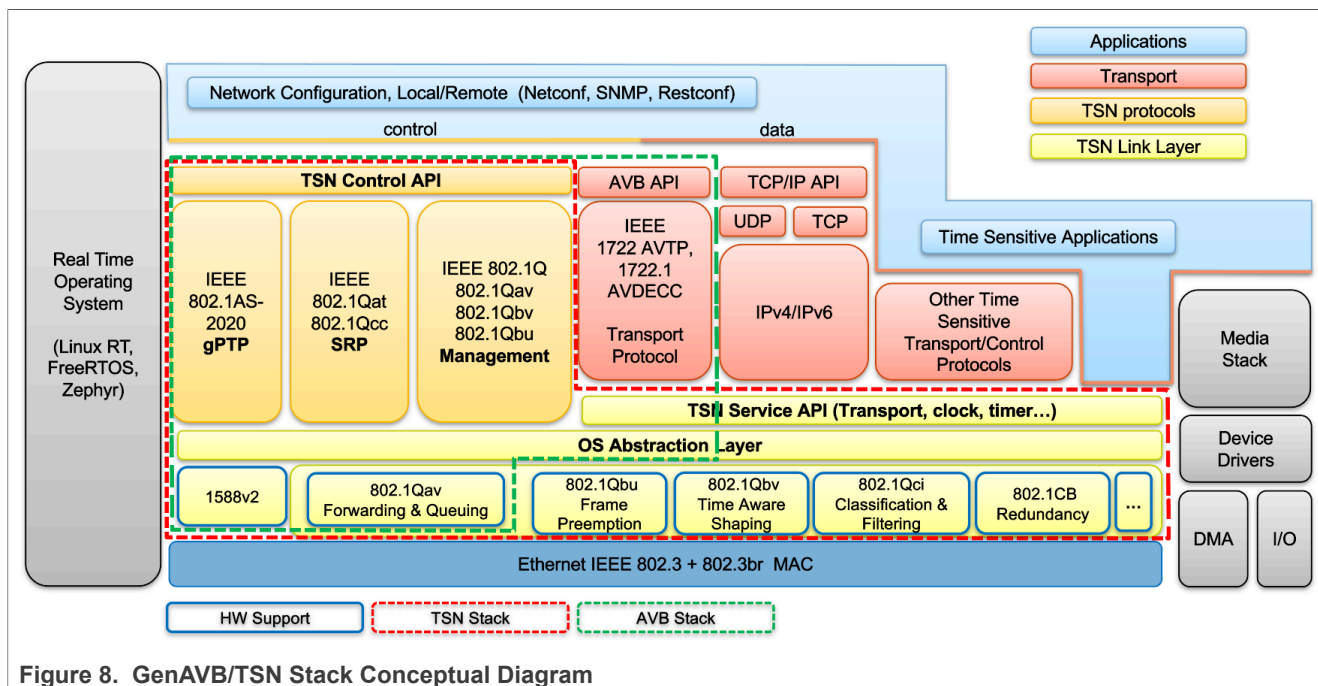 Applications
Transport
TSN protocols
TSN Link Layer
Network Configuration, Local/Remote (Netconf, SNMP, Restconf)
control
data
Real Time
Operating
System
(Linux RT,
FreeRTOS,
Zephyr)
TSN Control API
AVB API
TCP/IP API
UDP
TCP
Time Sensitive Applications
IEEE
802.1AS-
2020
gPTP
IEEE
802.1Qat
802.1Qcc
SRP
IEEE 802.1Q
802.1Qav
802.1Qbv
802.1Qbu
Management
IEEE
1722 AVTP,
1722.1
AVDECC
Transport
Protocol
IPv4/IPv6
Other Time
Sensitive
Transport/Control
Protocols
Media
Stack
TSN Service API (Transport, clock, timer…)
OS Abstraction Layer
Device
Drivers
1588v2
802.1Qav
Forwarding & Queuing
802.1Qbu
Frame
Preemption
802.1Qbv
Time Aware
Shaping
802.1Qci
Classification &
Filtering
802.1CB
Redundancy
...
DMA
I/O
Ethernet IEEE 802.3 + 802.3br MAC
HW Support
TSN Stack
AVB Stack
Figure 8. GenAVB/TSN Stack Conceptual Diagram